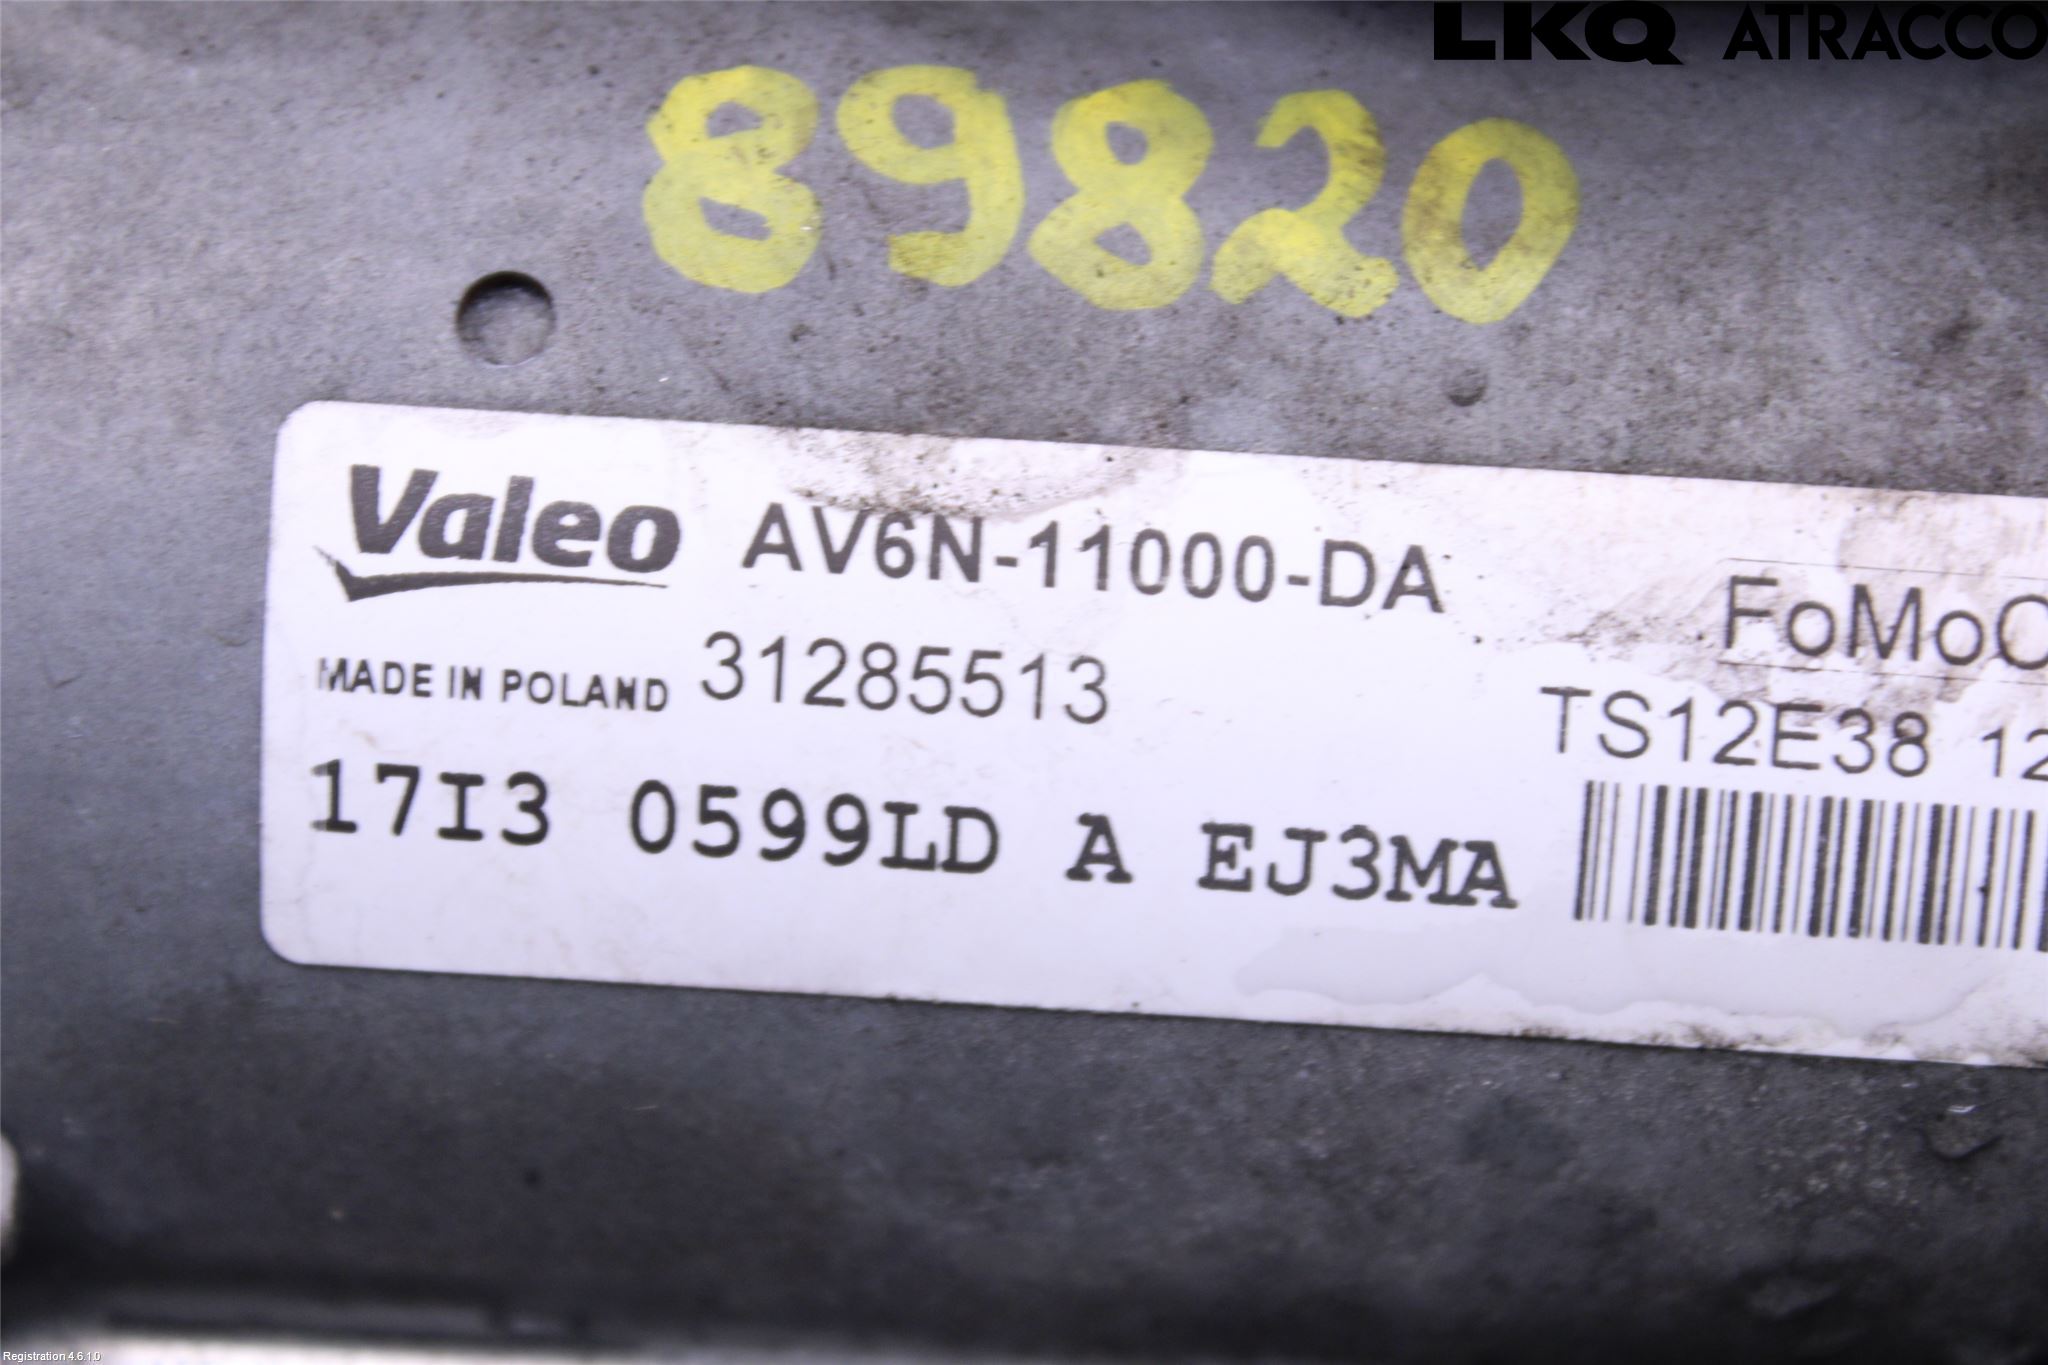 LKQ ATRACCO
89820
Valeo AV6N-11000-DA
FoMoC
MADE IN POLAND 31285513
TS12E38 12
17I3 0599LD A EJ3MA
Registration 4.6.1.0